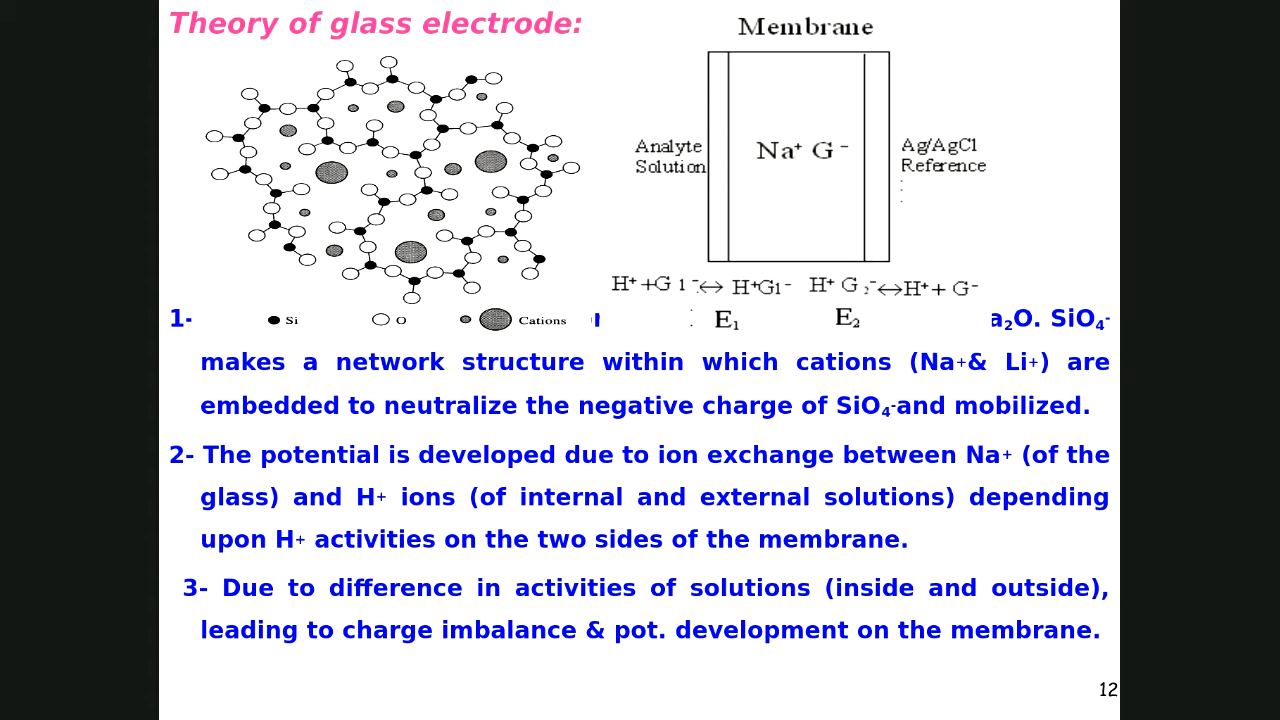 Theory of glass electrode:
Membrane
Analyte
Solution
Na⁺ G⁻
Ag/AgCl
Reference
H⁺ +G 1⁻ ↔ H⁺G1⁻ H⁺ G ₂⁻ ↔ H⁺ + G⁻
E₁ E₂
Si O Cations
1- a₂O. SiO₄⁻
makes a network structure within which cations (Na⁺& Li⁺) are
embedded to neutralize the negative charge of SiO₄⁻and mobilized.
2- The potential is developed due to ion exchange between Na⁺ (of the
glass) and H⁺ ions (of internal and external solutions) depending
upon H⁺ activities on the two sides of the membrane.
3- Due to difference in activities of solutions (inside and outside),
leading to charge imbalance & pot. development on the membrane.
12